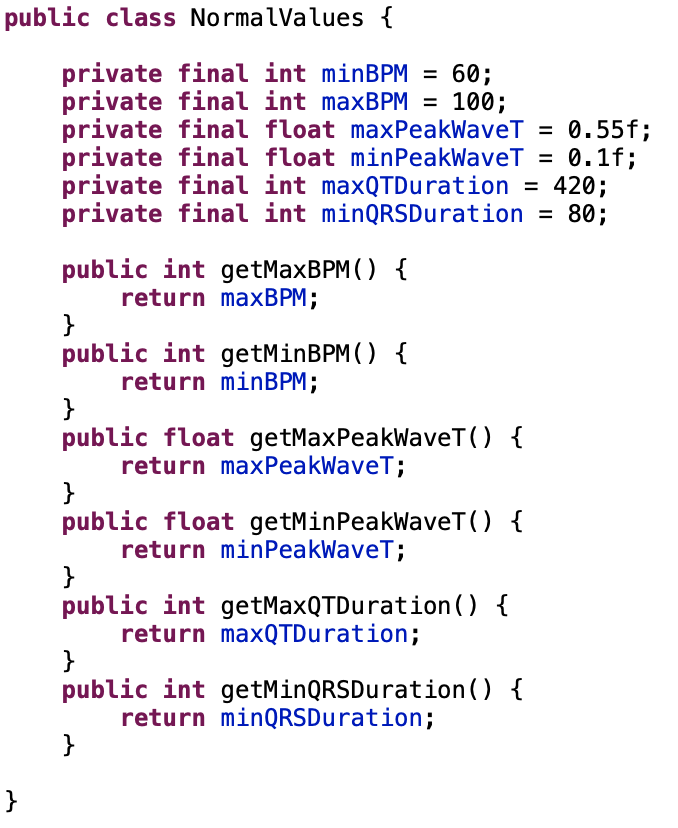 public class NormalValues {

    private final int minBPM = 60;
    private final int maxBPM = 100;
    private final float maxPeakWaveT = 0.55f;
    private final float minPeakWaveT = 0.1f;
    private final int maxQTDuration = 420;
    private final int minQRSDuration = 80;

    public int getMaxBPM() {
        return maxBPM;
    }
    public int getMinBPM() {
        return minBPM;
    }
    public float getMaxPeakWaveT() {
        return maxPeakWaveT;
    }
    public float getMinPeakWaveT() {
        return minPeakWaveT;
    }
    public int getMaxQTDuration() {
        return maxQTDuration;
    }
    public int getMinQRSDuration() {
        return minQRSDuration;
    }

}